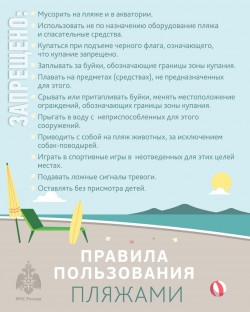 ЗАПРЕЩЕНО:
Мусорить на пляже и в акватории.
Использовать не по назначению оборудование пляжа
и спасательные средства.
Купаться при подъеме черного флага, означающего,
что купание запрещено.
Заплывать за буйки, обозначающие границы зоны купания.
Плавать на предметах (средствах), не предназначенных
для этого.
Срывать или притапливать буйки, менять местоположение
ограждений, обозначающих границы зоны купания.
Прыгать в воду с неприспособленных для этого
сооружений.
Приводить с собой на пляж животных, за исключением
собак-поводырей.
Играть в спортивные игры в неотведенных для этих целей
местах.
Подавать ложные сигналы тревоги.
Оставлять без присмотра детей.
ПРАВИЛА
ПОЛЬЗОВАНИЯ
ПЛЯЖАМИ
МЧС России